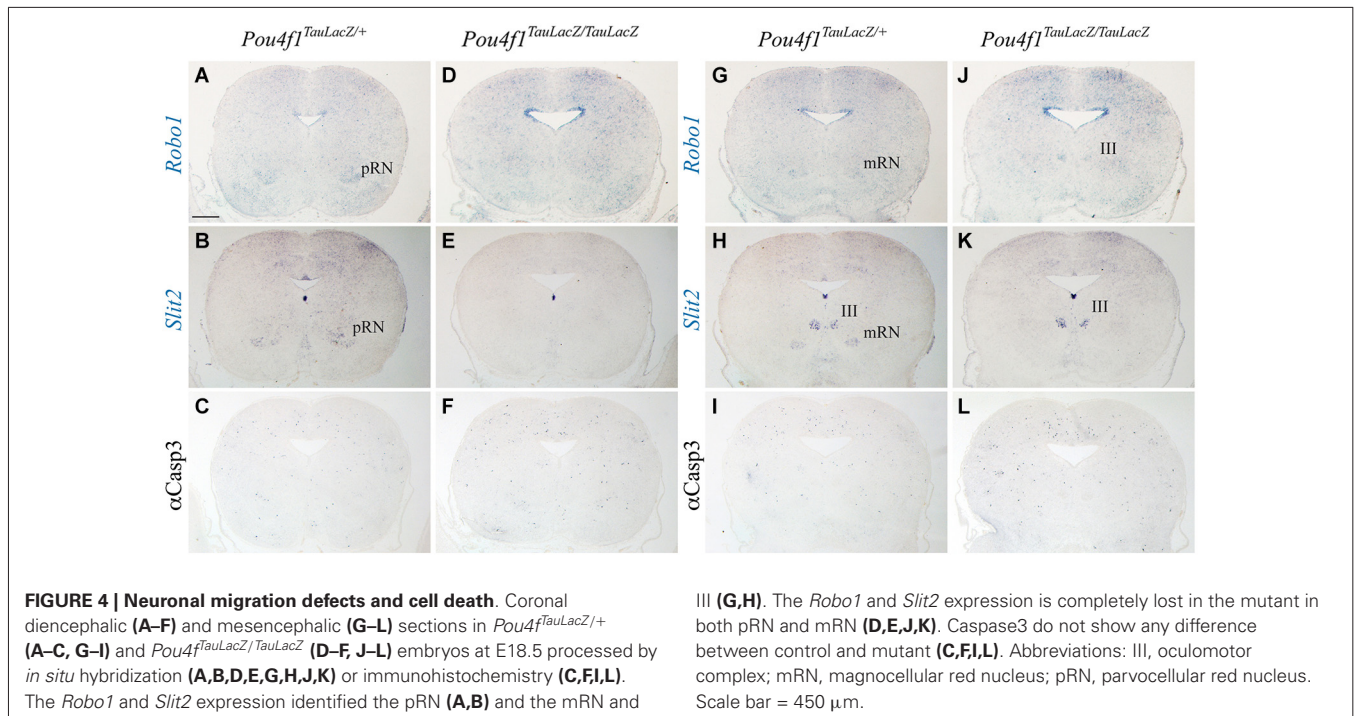 Pou4f1TauLacZ/+
Pou4f1TauLacZ/TauLacZ
Pou4f1TauLacZ/+
Pou4f1TauLacZ/TauLacZ
Robo1
A
pRN
D
Robo1
G
mRN
J
III
Slit2
B
pRN
E
Slit2
H
III
mRN
K
III
αCasp3
C
F
αCasp3
I
L
FIGURE 4 | Neuronal migration defects and cell death. Coronal
diencephalic (A–F) and mesencephalic (G–L) sections in Pou4fTauLacZ/+
(A–C, G–I) and Pou4f1TauLacZ/TauLacZ (D–F, J–L) embryos at E18.5 processed by
in situ hybridization (A,B,D,E,G,H,J,K) or immunohistochemistry (C,F,I,L).
The Robo1 and Slit2 expression identified the pRN (A,B) and the mRN and
III (G,H). The Robo1 and Slit2 expression is completely lost in the mutant in
both pRN and mRN (D,E,J,K). Caspase3 do not show any difference
between control and mutant (C,F,I,L). Abbreviations: III, oculomotor
complex; mRN, magnocellular red nucleus; pRN, parvocellular red nucleus.
Scale bar = 450 μm.